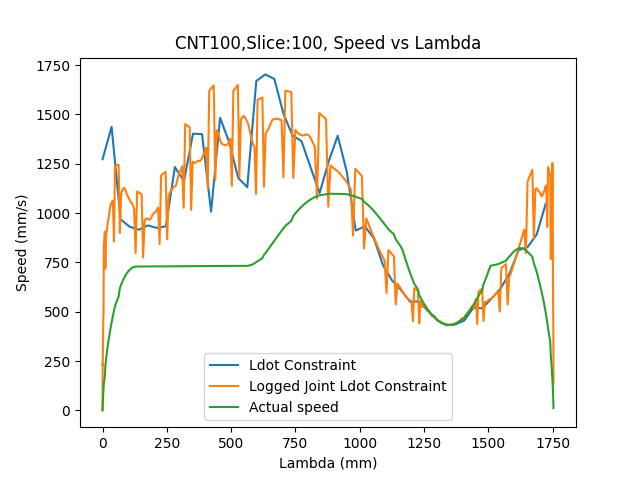 CNT100,Slice:100, Speed vs Lambda
Speed (mm/s)
1750
1500
1250
1000
750
500
250
0
Ldot Constraint
Logged Joint Ldot Constraint
Actual speed
0 250 500 750 1000 1250 1500 1750
Lambda (mm)